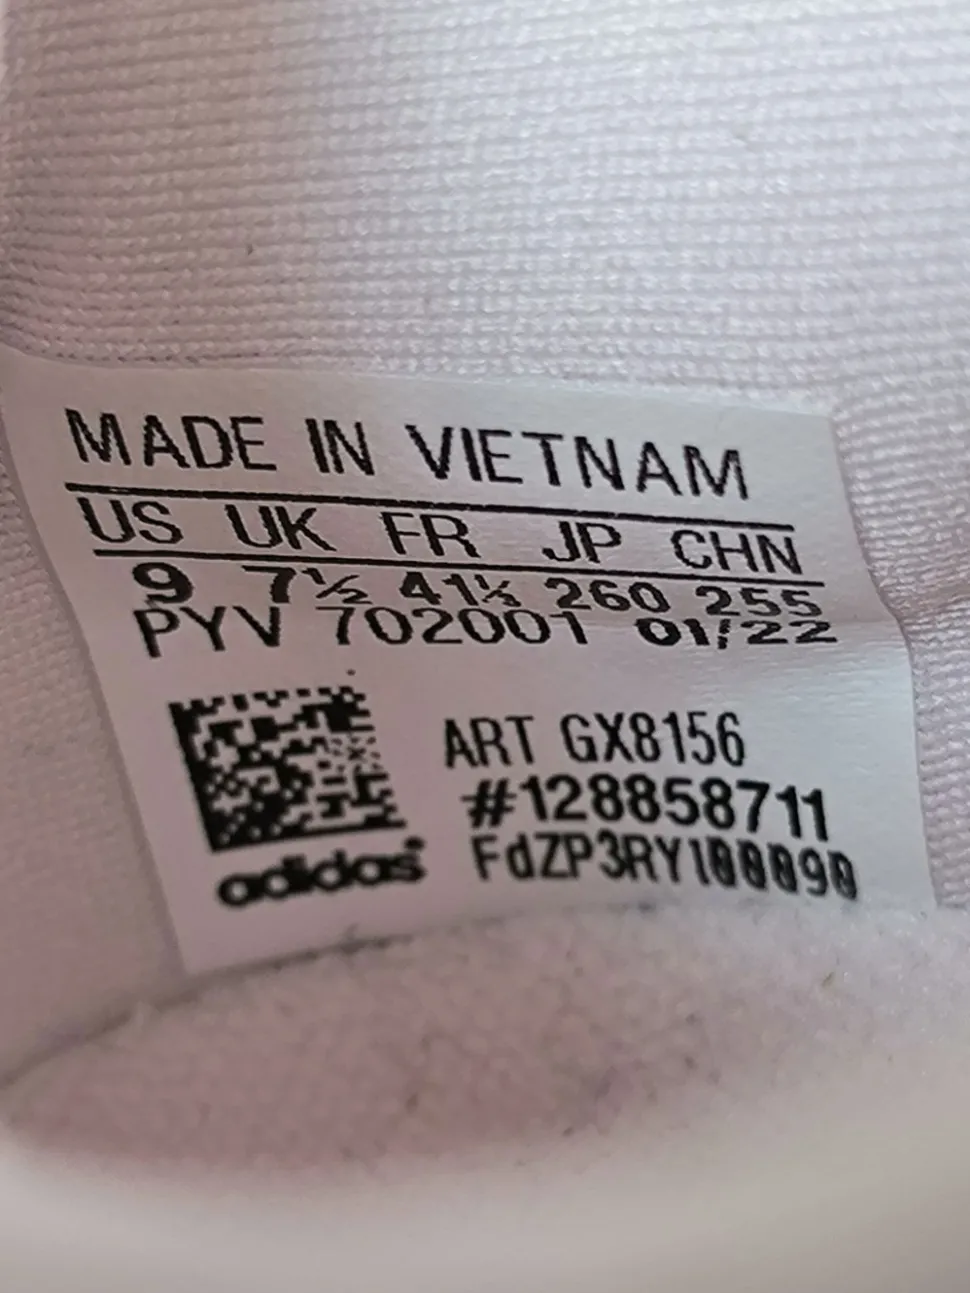 MADE IN VIETNAM
US UK FR JP CHN
9 7½ 41⅓ 260 255
PYV 702001 01/22
ART GX8156
#128858711
FdZP3RY100090
adidas